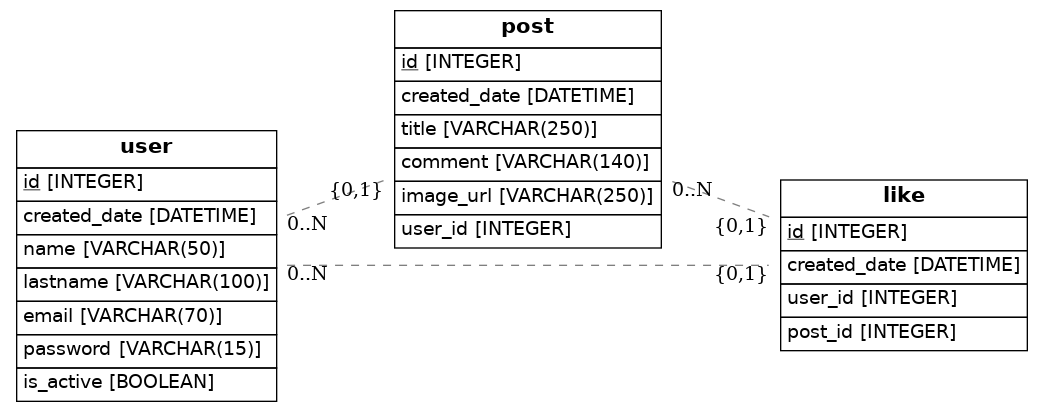 post
id [INTEGER]
created_date [DATETIME]
title [VARCHAR(250)]
comment [VARCHAR(140)]
image_url [VARCHAR(250)]
user_id [INTEGER]
user
id [INTEGER]
created_date [DATETIME]
name [VARCHAR(50)]
lastname [VARCHAR(100)]
email [VARCHAR(70)]
password [VARCHAR(15)]
is_active [BOOLEAN]
like
id [INTEGER]
created_date [DATETIME]
user_id [INTEGER]
post_id [INTEGER]
{0,1}
0..N
0..N
{0,1}
0..N
{0,1}